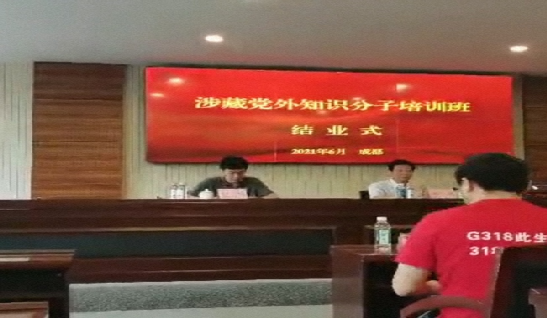 涉藏党外知识分子培训班
结业式
2021年6月 成都
G318此生
318